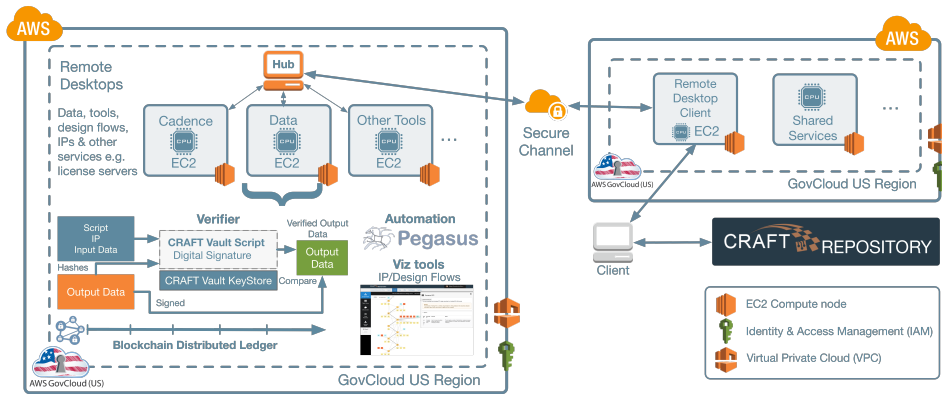 AWS
Remote
Desktops
Data, tools,
design flows,
IPs & other
services e.g.
license servers
Hub
Cadence
CPU
EC2
Data
CPU
EC2
Other Tools
CPU
EC2
...
Verifier
Script
IP
Input Data
CRAFT Vault Script
Digital Signature
CRAFT Vault KeyStore
Hashes
Output Data
Signed
Compare
Verified Output
Data
Output
Data
Automation
Pegasus
Viz tools
IP/Design Flows
Blockchain Distributed Ledger
AWS GovCloud (US)
GovCloud US Region
Secure
Channel
AWS
Remote
Desktop
Client
CPU
EC2
CPU
Shared
Services
...
AWS GovCloud (US)
GovCloud US Region
Client
CRAFT REPOSITORY
EC2 Compute node
Identity & Access Management (IAM)
Virtual Private Cloud (VPC)